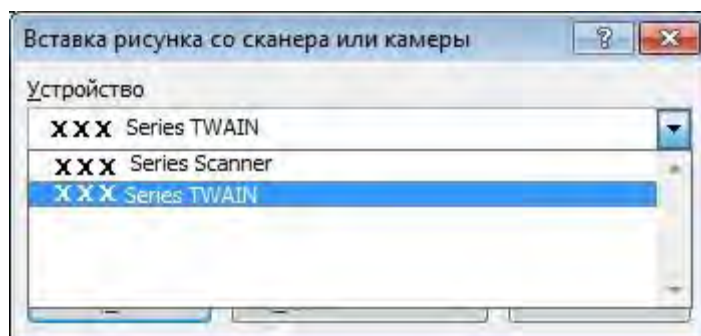 Вставка рисунка со сканера или камеры
Устройство
XXX Series TWAIN
XXX Series Scanner
XXX Series TWAIN